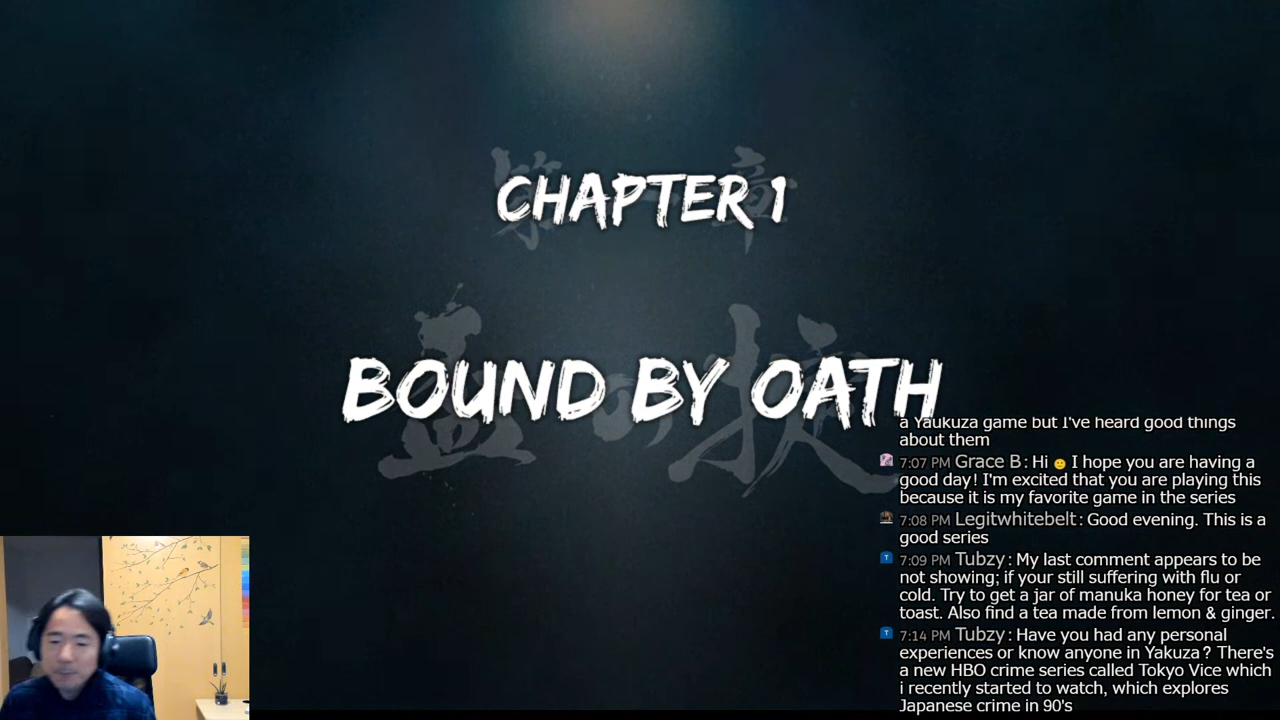 第一章
CHAPTER 1
盃の掟
BOUND BY OATH
a Yaukuza game but I've heard good things
about them
7:07 PM Grace B: Hi 🙂 I hope you are having a
good day! I'm excited that you are playing this
because it is my favorite game in the series
7:08 PM Legitwhitebelt: Good evening. This is a
good series
T 7:09 PM Tubzy: My last comment appears to be
not showing; if your still suffering with flu or
cold. Try to get a jar of manuka honey for tea or
toast. Also find a tea made from lemon & ginger.
T 7:14 PM Tubzy: Have you had any personal
experiences or know anyone in Yakuza? There's
a new HBO crime series called Tokyo Vice which
i recently started to watch, which explores
Japanese crime in 90's